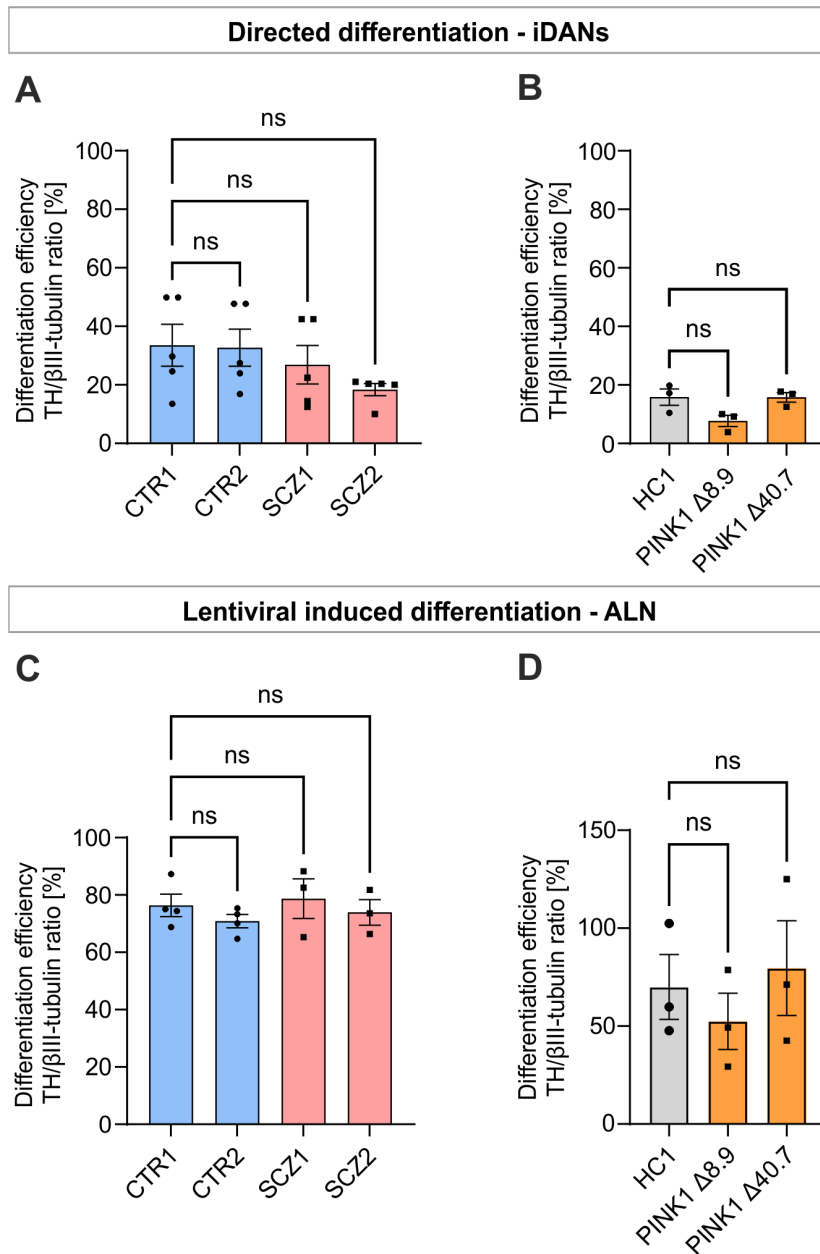 Directed differentiation - iDANs
A
ns
ns
ns
Differentiation efficiency
TH/βIII-tubulin ratio [%]
100
80
60
40
20
0
CTR1
CTR2
SCZ1
SCZ2
B
ns
ns
Differentiation efficiency
TH/βIII-tubulin ratio [%]
100
80
60
40
20
0
HC1
PINK1 Δ8.9
PINK1 Δ40.7
Lentiviral induced differentiation - ALN
C
ns
ns
ns
Differentiation efficiency
TH/βIII-tubulin ratio [%]
100
80
60
40
20
0
CTR1
CTR2
SCZ1
SCZ2
D
ns
ns
Differentiation efficiency
TH/βIII-tubulin ratio [%]
150
100
50
0
HC1
PINK1 Δ8.9
PINK1 Δ40.7